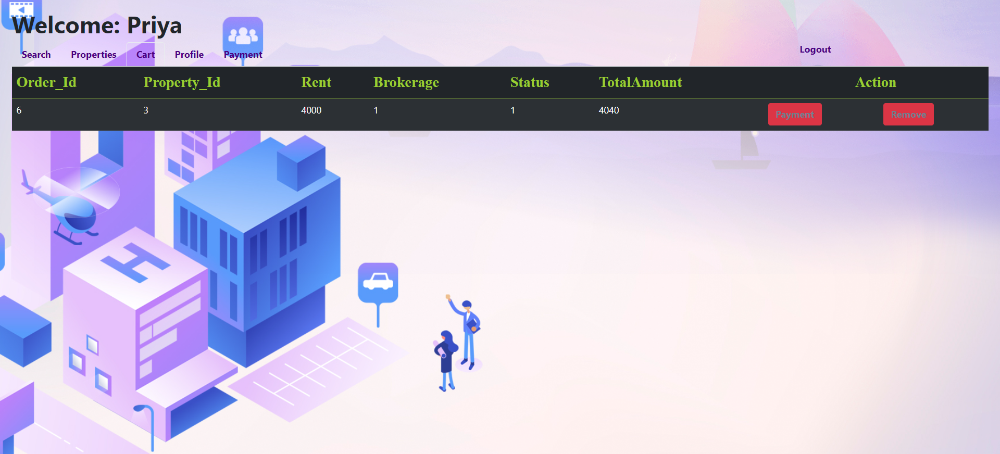 Welcome: Priya
Search Properties Cart Profile Payment Logout
Order_Id Property_Id Rent Brokerage Status TotalAmount Action
6 3 4000 1 1 4040 Payment Remove
H